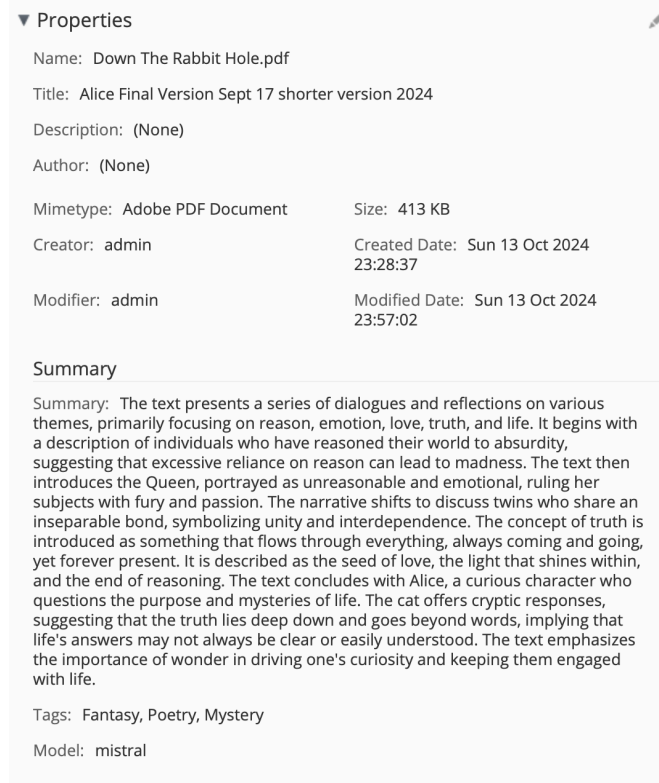 Properties
Name: Down The Rabbit Hole.pdf
Title: Alice Final Version Sept 17 shorter version 2024
Description: (None)
Author: (None)
Mimetype: Adobe PDF Document
Size: 413 KB
Creator: admin
Created Date: Sun 13 Oct 2024
23:28:37
Modifier: admin
Modified Date: Sun 13 Oct 2024
23:57:02
Summary
Summary: The text presents a series of dialogues and reflections on various
themes, primarily focusing on reason, emotion, love, truth, and life. It begins with
a description of individuals who have reasoned their world to absurdity,
suggesting that excessive reliance on reason can lead to madness. The text then
introduces the Queen, portrayed as unreasonable and emotional, ruling her
subjects with fury and passion. The narrative shifts to discuss twins who share an
inseparable bond, symbolizing unity and interdependence. The concept of truth is
introduced as something that flows through everything, always coming and going,
yet forever present. It is described as the seed of love, the light that shines within,
and the end of reasoning. The text concludes with Alice, a curious character who
questions the purpose and mysteries of life. The cat offers cryptic responses,
suggesting that the truth lies deep down and goes beyond words, implying that
life's answers may not always be clear or easily understood. The text emphasizes
the importance of wonder in driving one's curiosity and keeping them engaged
with life.
Tags: Fantasy, Poetry, Mystery
Model: mistral